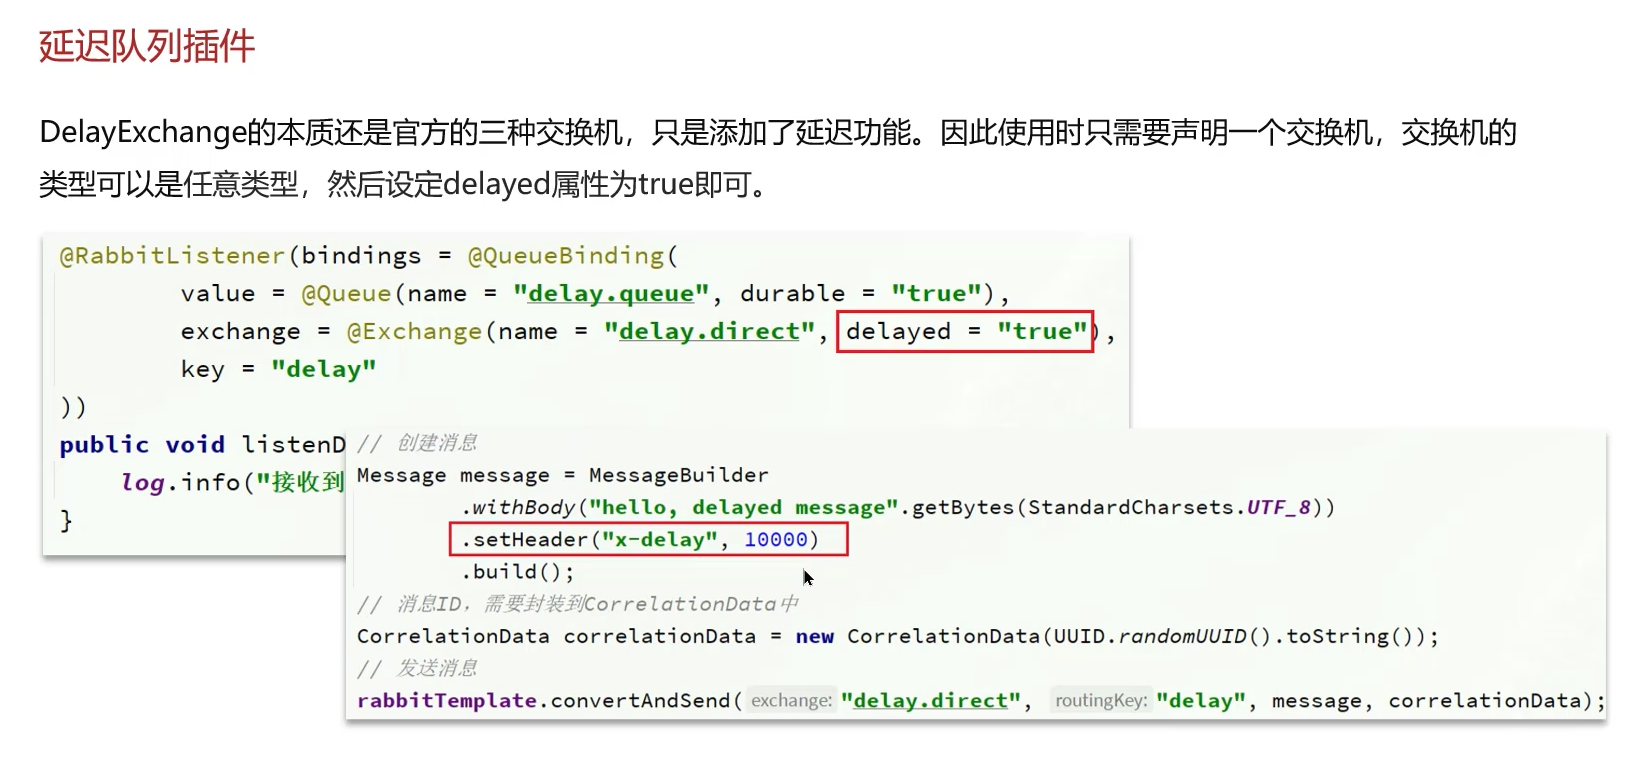 延迟队列插件
DelayExchange的本质还是官方的三种交换机，只是添加了延迟功能。因此使用时只需要声明一个交换机，交换机的
类型可以是任意类型，然后设定delayed属性为true即可。
@RabbitListener(bindings = @QueueBinding(
value = @Queue(name = "delay.queue", durable = "true"),
exchange = @Exchange(name = "delay.direct", delayed = "true"),
key = "delay"
))
public void listenD
log.info("接收到
}
// 创建消息
Message message = MessageBuilder
.withBody("hello, delayed message".getBytes(StandardCharsets.UTF_8))
.setHeader("x-delay", 10000)
.build();
// 消息ID，需要封装到CorrelationData中
CorrelationData correlationData = new CorrelationData(UUID.randomUUID().toString());
// 发送消息
rabbitTemplate.convertAndSend( exchange: "delay.direct", routingKey: "delay", message, correlationData);